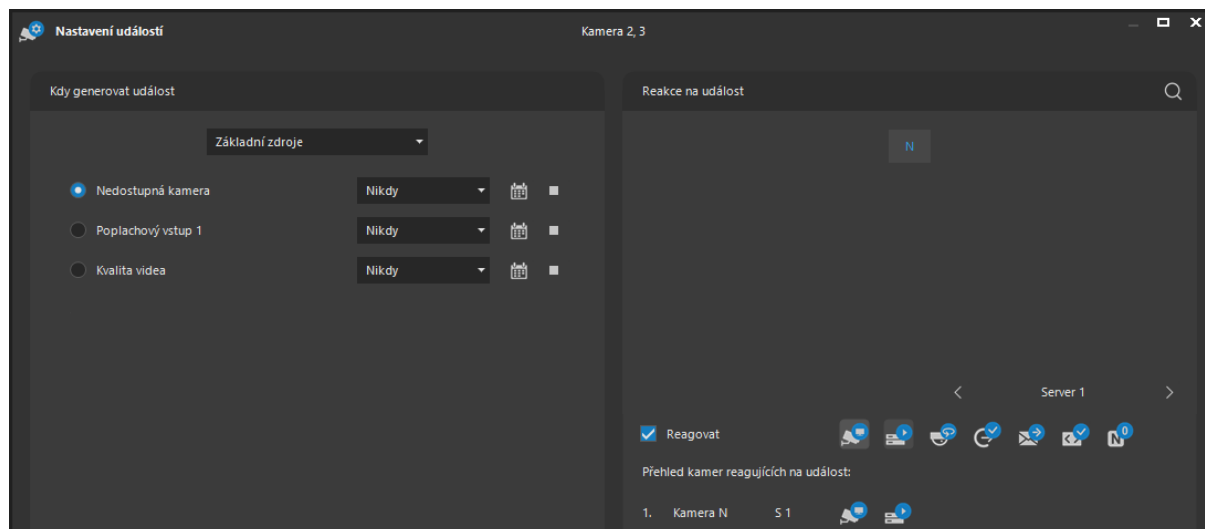 Nastavení událostí
Kamera 2, 3
Kdy generovat událost
Základní zdroje
Nedostupná kamera Nikdy
Poplachový vstup 1 Nikdy
Kvalita videa Nikdy
Reakce na událost
N
Server 1
Reagovat
N 0
Přehled kamer reagujících na událost:
1. Kamera N S 1